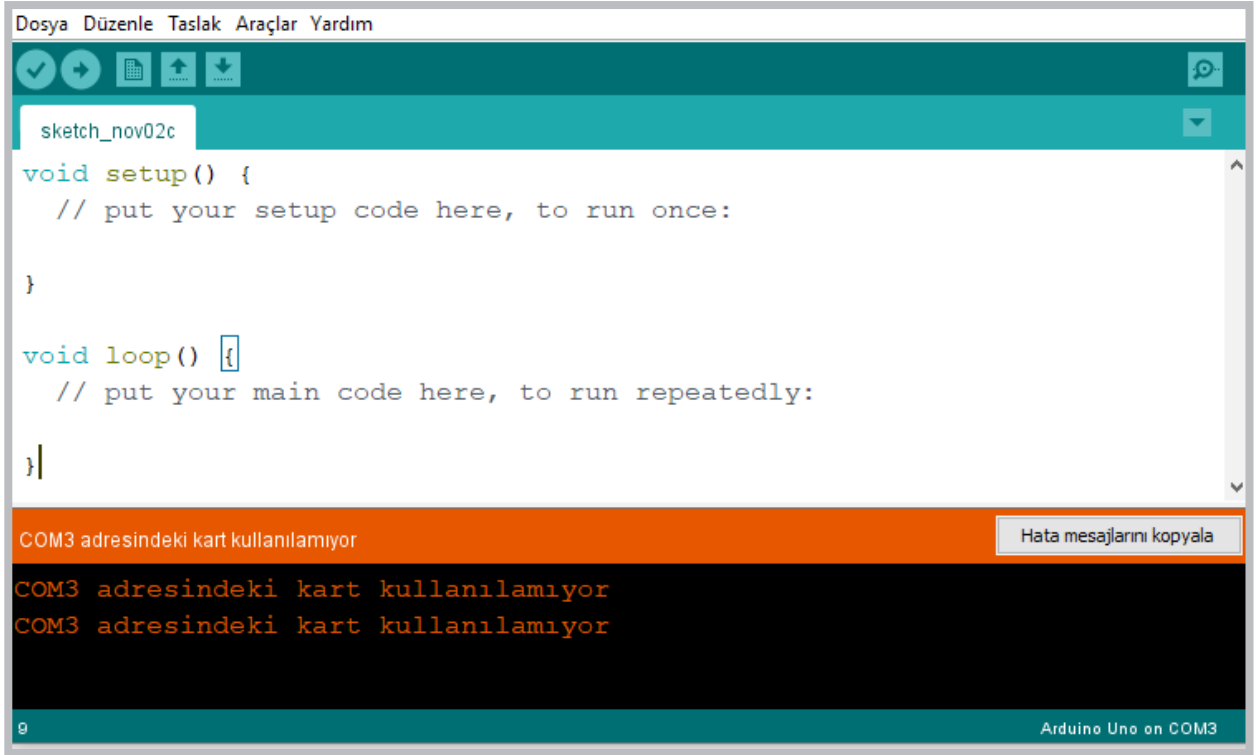 Dosya Düzenle Taslak Araçlar Yardım
sketch_nov02c
void setup() {
  // put your setup code here, to run once:
}
void loop() {
  // put your main code here, to run repeatedly:
}
COM3 adresindeki kart kullanılamıyor
Hata mesajlarını kopyala
COM3 adresindeki kart kullanılamıyor
COM3 adresindeki kart kullanılamıyor
9
Arduino Uno on COM3